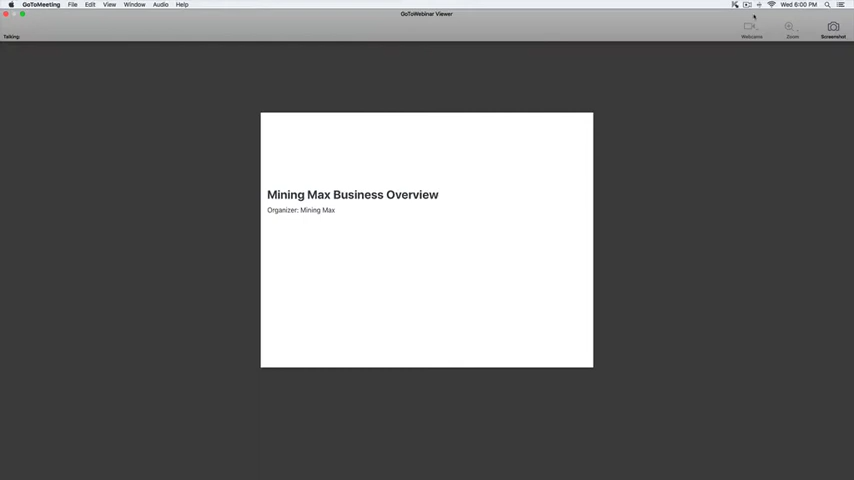 GoToMeeting File Edit View Window Audio Help Wed 6:00 PM
GoToWebinar Viewer
Talking: Webcams Zoom Screenshot
Mining Max Business Overview
Organizer: Mining Max